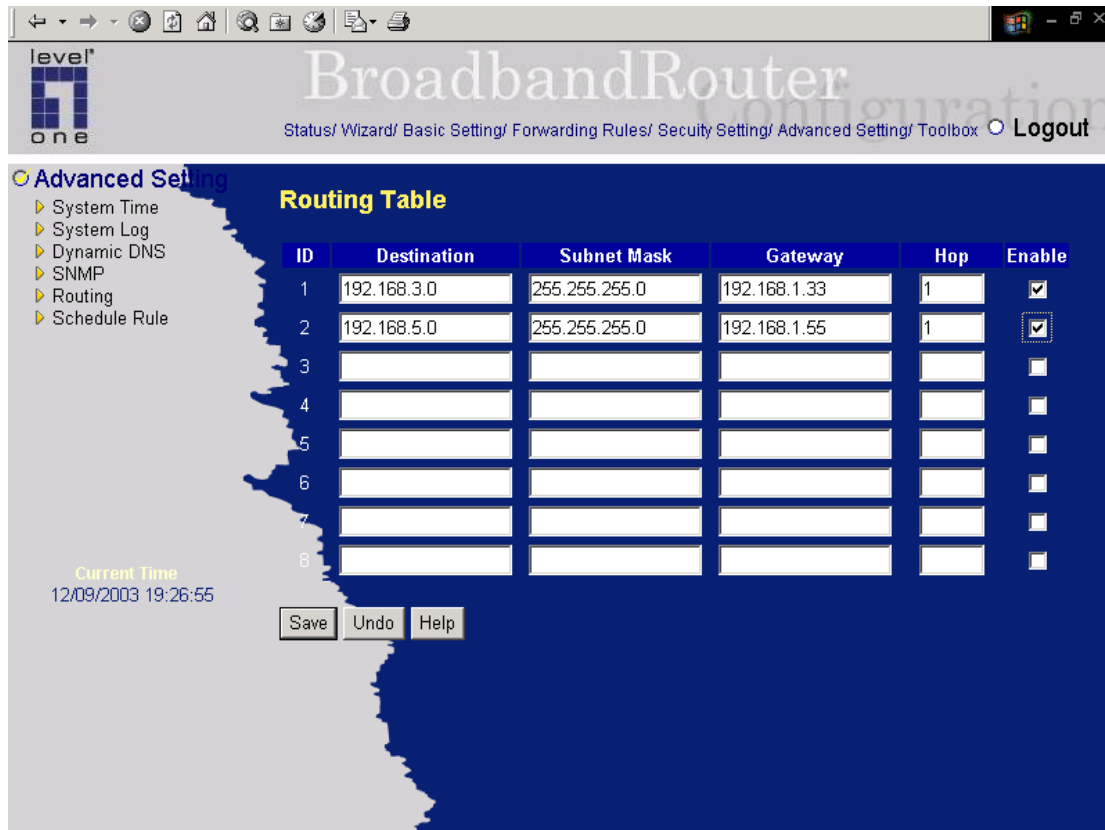 level
one
BroadbandRouter
Configuration
Status/ Wizard/ Basic Setting/ Forwarding Rules/ Secuity Setting/ Advanced Setting/ Toolbox Logout
Advanced Setting
System Time
System Log
Dynamic DNS
SNMP
Routing
Schedule Rule
Current Time
12/09/2003 19:26:55
Routing Table
ID Destination Subnet Mask Gateway Hop Enable
1 192.168.3.0 255.255.255.0 192.168.1.33 1
2 192.168.5.0 255.255.255.0 192.168.1.55 1
3
4
5
6
7
8
Save Undo Help